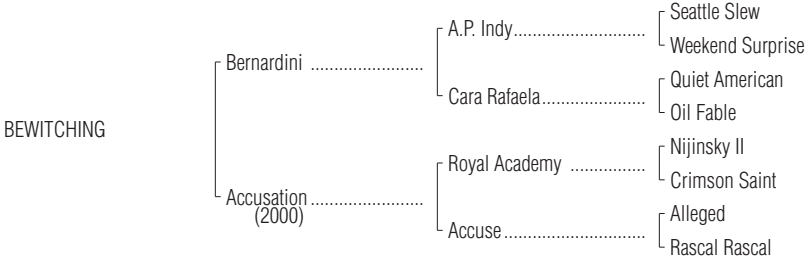 Seattle Slew
A.P. Indy..............................
Weekend Surprise
Bernardini .........................
Quiet American
Cara Rafaela.......................
Oil Fable
BEWITCHING
Nijinsky II
Royal Academy .................
Crimson Saint
Accusation .........................
(2000)
Alleged
Accuse................................
Rascal Rascal